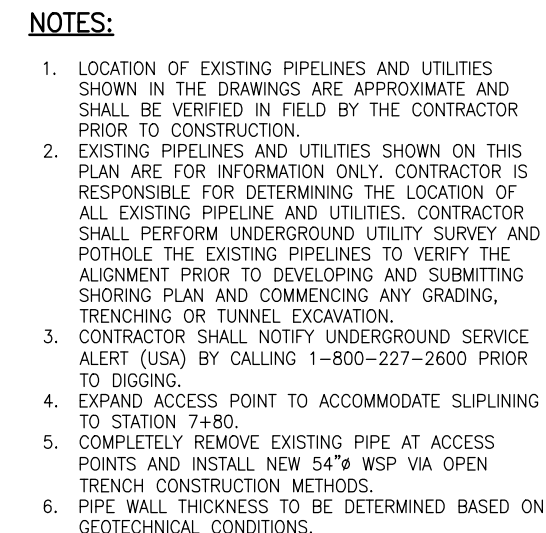 NOTES:
1. LOCATION OF EXISTING PIPELINES AND UTILITIES
SHOWN IN THE DRAWINGS ARE APPROXIMATE AND
SHALL BE VERIFIED IN FIELD BY THE CONTRACTOR
PRIOR TO CONSTRUCTION.
2. EXISTING PIPELINES AND UTILITIES SHOWN ON THIS
PLAN ARE FOR INFORMATION ONLY. CONTRACTOR IS
RESPONSIBLE FOR DETERMINING THE LOCATION OF
ALL EXISTING PIPELINE AND UTILITIES. CONTRACTOR
SHALL PERFORM UNDERGROUND UTILITY SURVEY AND
POTHOLE THE EXISTING PIPELINES TO VERIFY THE
ALIGNMENT PRIOR TO DEVELOPING AND SUBMITTING
SHORING PLAN AND COMMENCING ANY GRADING,
TRENCHING OR TUNNEL EXCAVATION.
3. CONTRACTOR SHALL NOTIFY UNDERGROUND SERVICE
ALERT (USA) BY CALLING 1-800-227-2600 PRIOR
TO DIGGING.
4. EXPAND ACCESS POINT TO ACCOMMODATE SLIPLINING
TO STATION 7+80.
5. COMPLETELY REMOVE EXISTING PIPE AT ACCESS
POINTS AND INSTALL NEW 54"ø WSP VIA OPEN
TRENCH CONSTRUCTION METHODS.
6. PIPE WALL THICKNESS TO BE DETERMINED BASED ON
GEOTECHNICAL CONDITIONS.